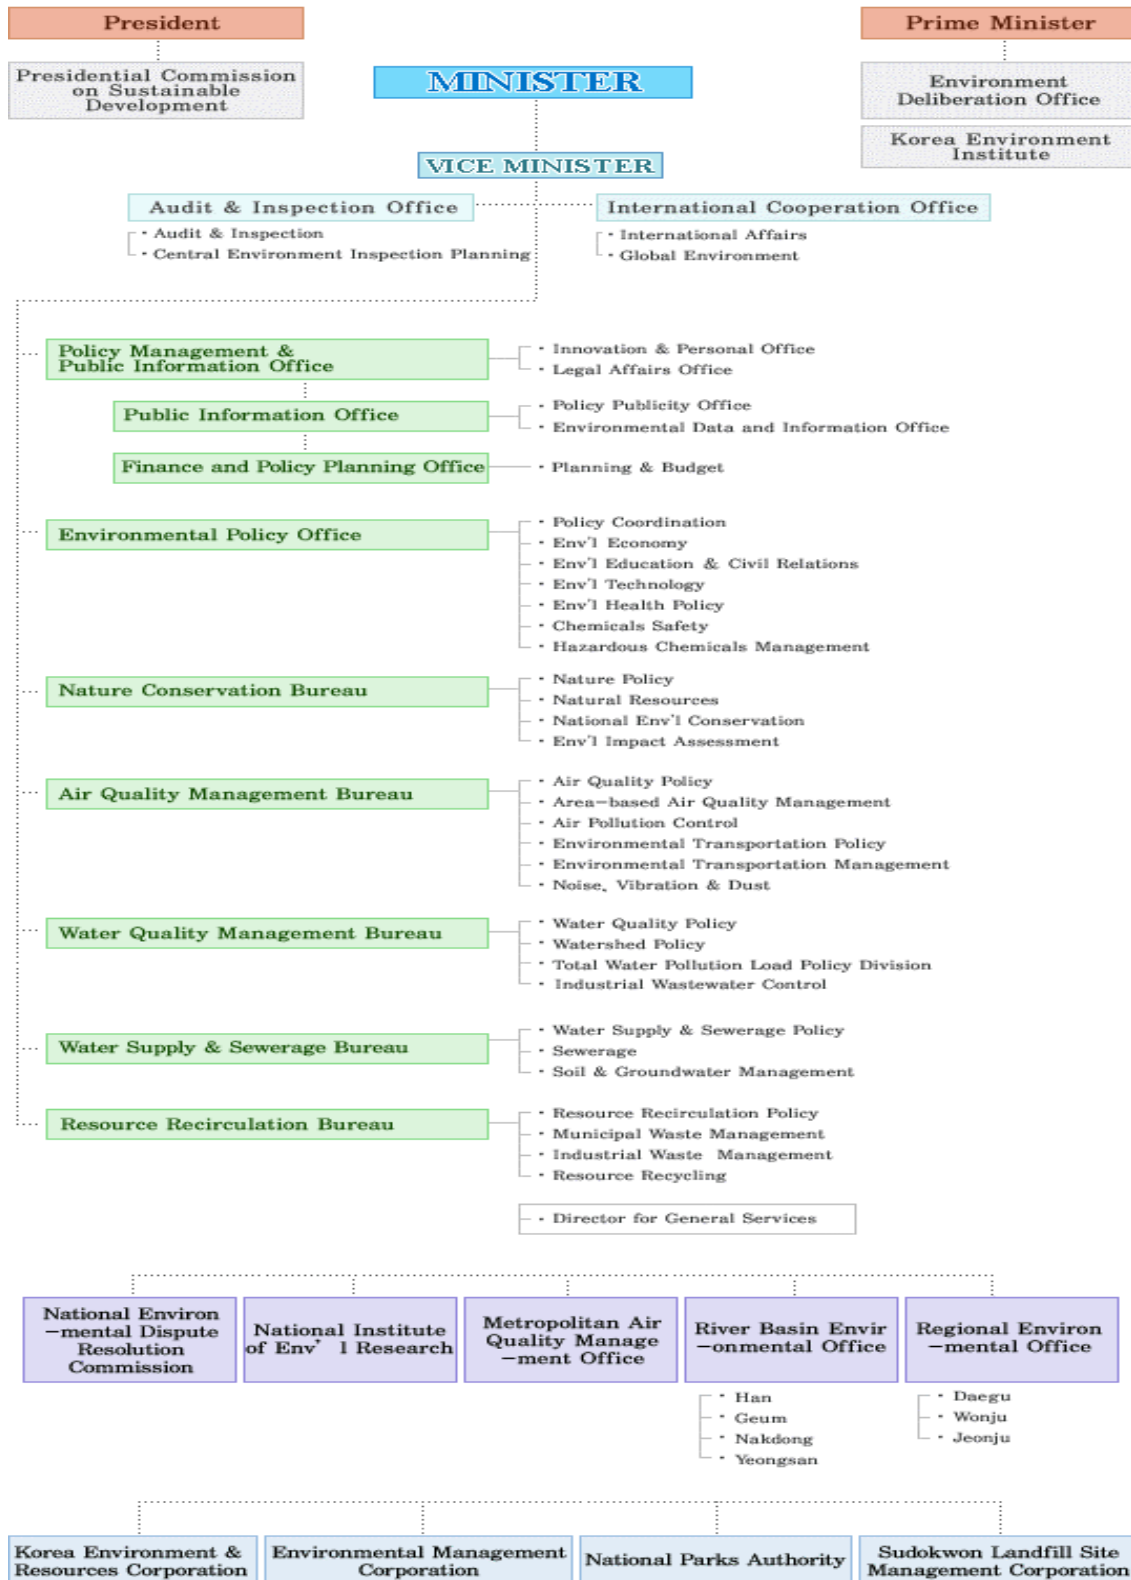 President
Prime Minister
Presidential Commission
on Sustainable
Development
MINISTER
Environment
Deliberation Office
Korea Environment
Institute
VICE MINISTER
Audit & Inspection Office
International Cooperation Office
· Audit & Inspection
· Central Environment Inspection Planning
· International Affairs
· Global Environment
Policy Management &
Public Information Office
· Innovation & Personal Office
· Legal Affairs Office
Public Information Office
· Policy Publicity Office
· Environmental Data and Information Office
Finance and Policy Planning Office
· Planning & Budget
Environmental Policy Office
· Policy Coordination
· Env'l Economy
· Env'l Education & Civil Relations
· Env'l Technology
· Env'l Health Policy
· Chemicals Safety
· Hazardous Chemicals Management
Nature Conservation Bureau
· Nature Policy
· Natural Resources
· National Env'l Conservation
· Env'l Impact Assessment
Air Quality Management Bureau
· Air Quality Policy
· Area-based Air Quality Management
· Air Pollution Control
· Environmental Transportation Policy
· Environmental Transportation Management
· Noise, Vibration & Dust
Water Quality Management Bureau
· Water Quality Policy
· Watershed Policy
· Total Water Pollution Load Policy Division
· Industrial Wastewater Control
Water Supply & Sewerage Bureau
· Water Supply & Sewerage Policy
· Sewerage
· Soil & Groundwater Management
Resource Recirculation Bureau
· Resource Recirculation Policy
· Municipal Waste Management
· Industrial Waste Management
· Resource Recycling
· Director for General Services
National Environ
-mental Dispute
Resolution
Commission
National Institute
of Env' l Research
Metropolitan Air
Quality Manage
-ment Office
River Basin Envir
-onmental Office
Regional Environ
-mental Office
· Han
· Geum
· Nakdong
· Yeongsan
· Daegu
· Wonju
· Jeonju
Korea Environment &
Resources Corporation
Environmental Management
Corporation
National Parks Authority
Sudokwon Landfill Site
Management Corporation